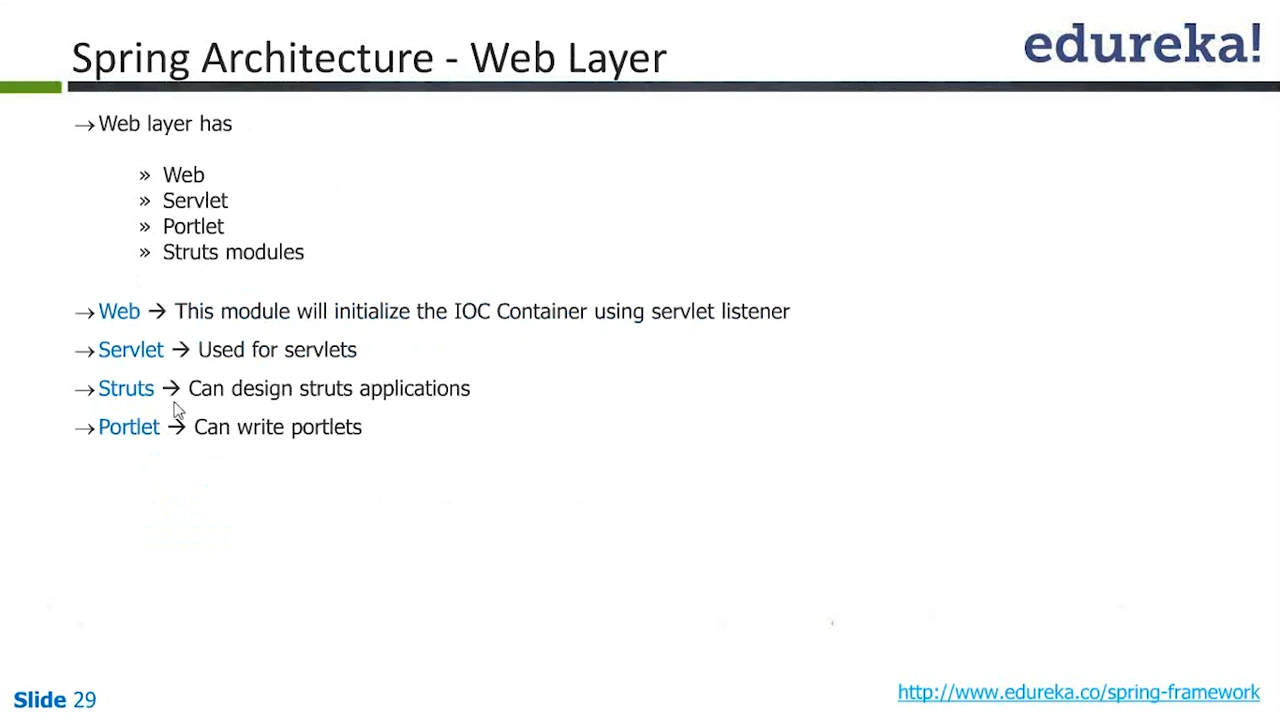 Spring Architecture - Web Layer
edureka!
→Web layer has
» Web
» Servlet
» Portlet
» Struts modules
→Web → This module will initialize the IOC Container using servlet listener
→Servlet → Used for servlets
→Struts → Can design struts applications
→Portlet → Can write portlets
Slide 29
http://www.edureka.co/spring-framework